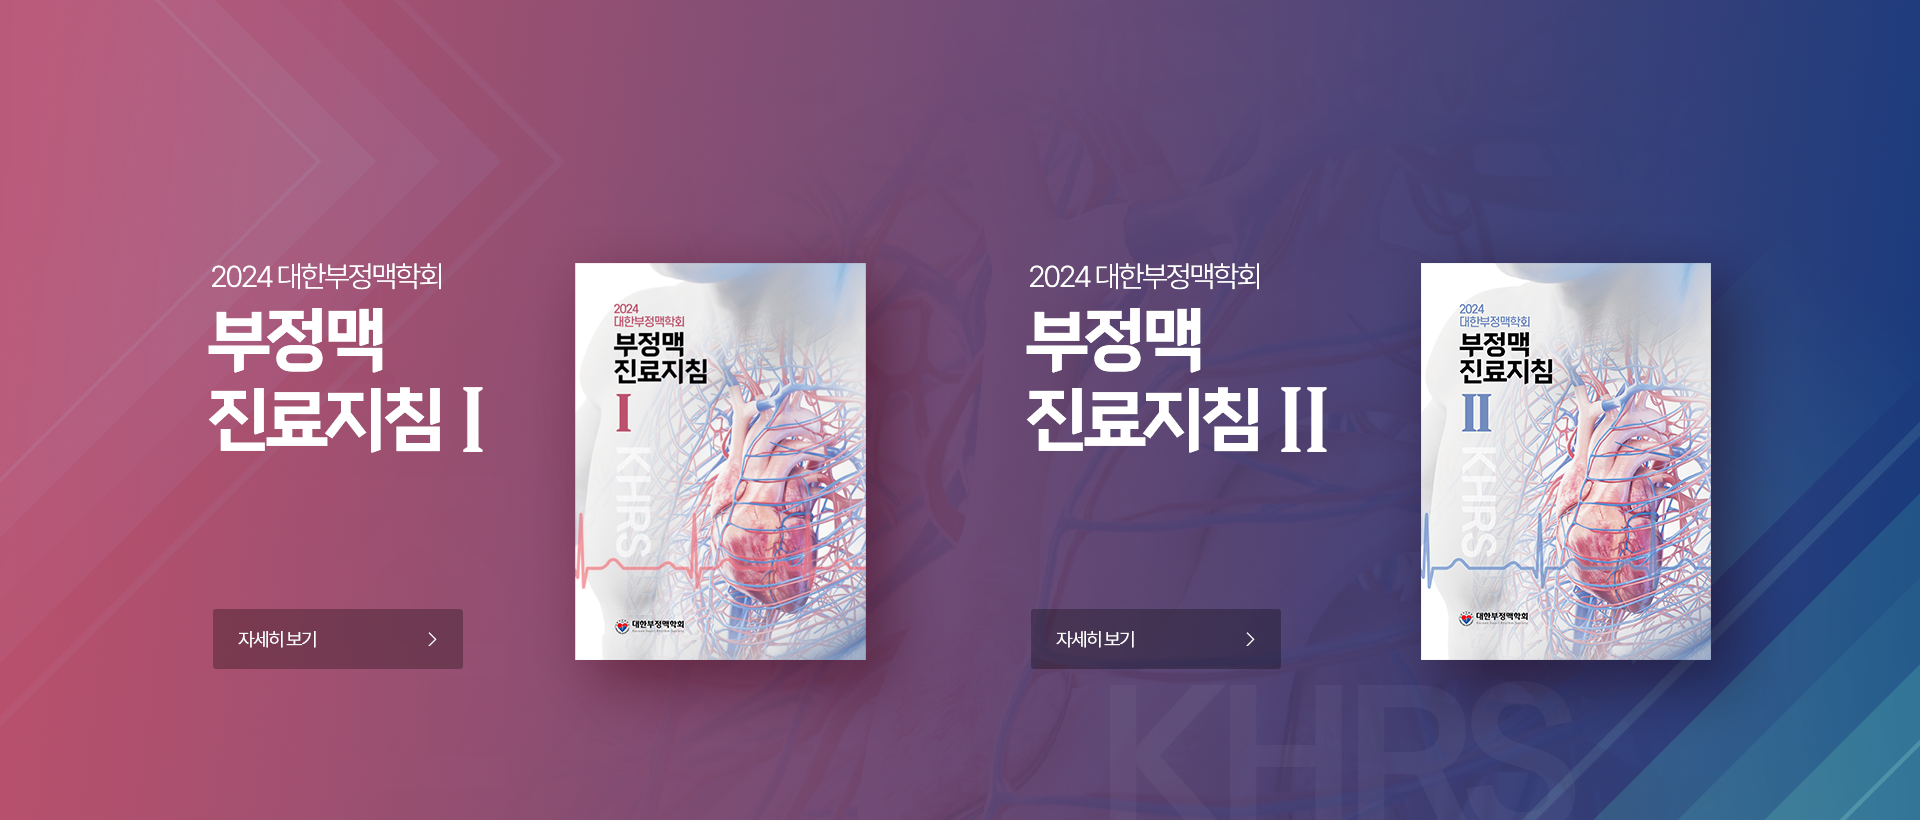 2024 대한부정맥학회
부정맥
진료지침 I
자세히 보기
2024
대한부정맥학회
부정맥
진료지침
I
KHRS
대한부정맥학회
2024 대한부정맥학회
부정맥
진료지침 II
자세히 보기
2024
대한부정맥학회
부정맥
진료지침
II
KHRS
대한부정맥학회
KHRS